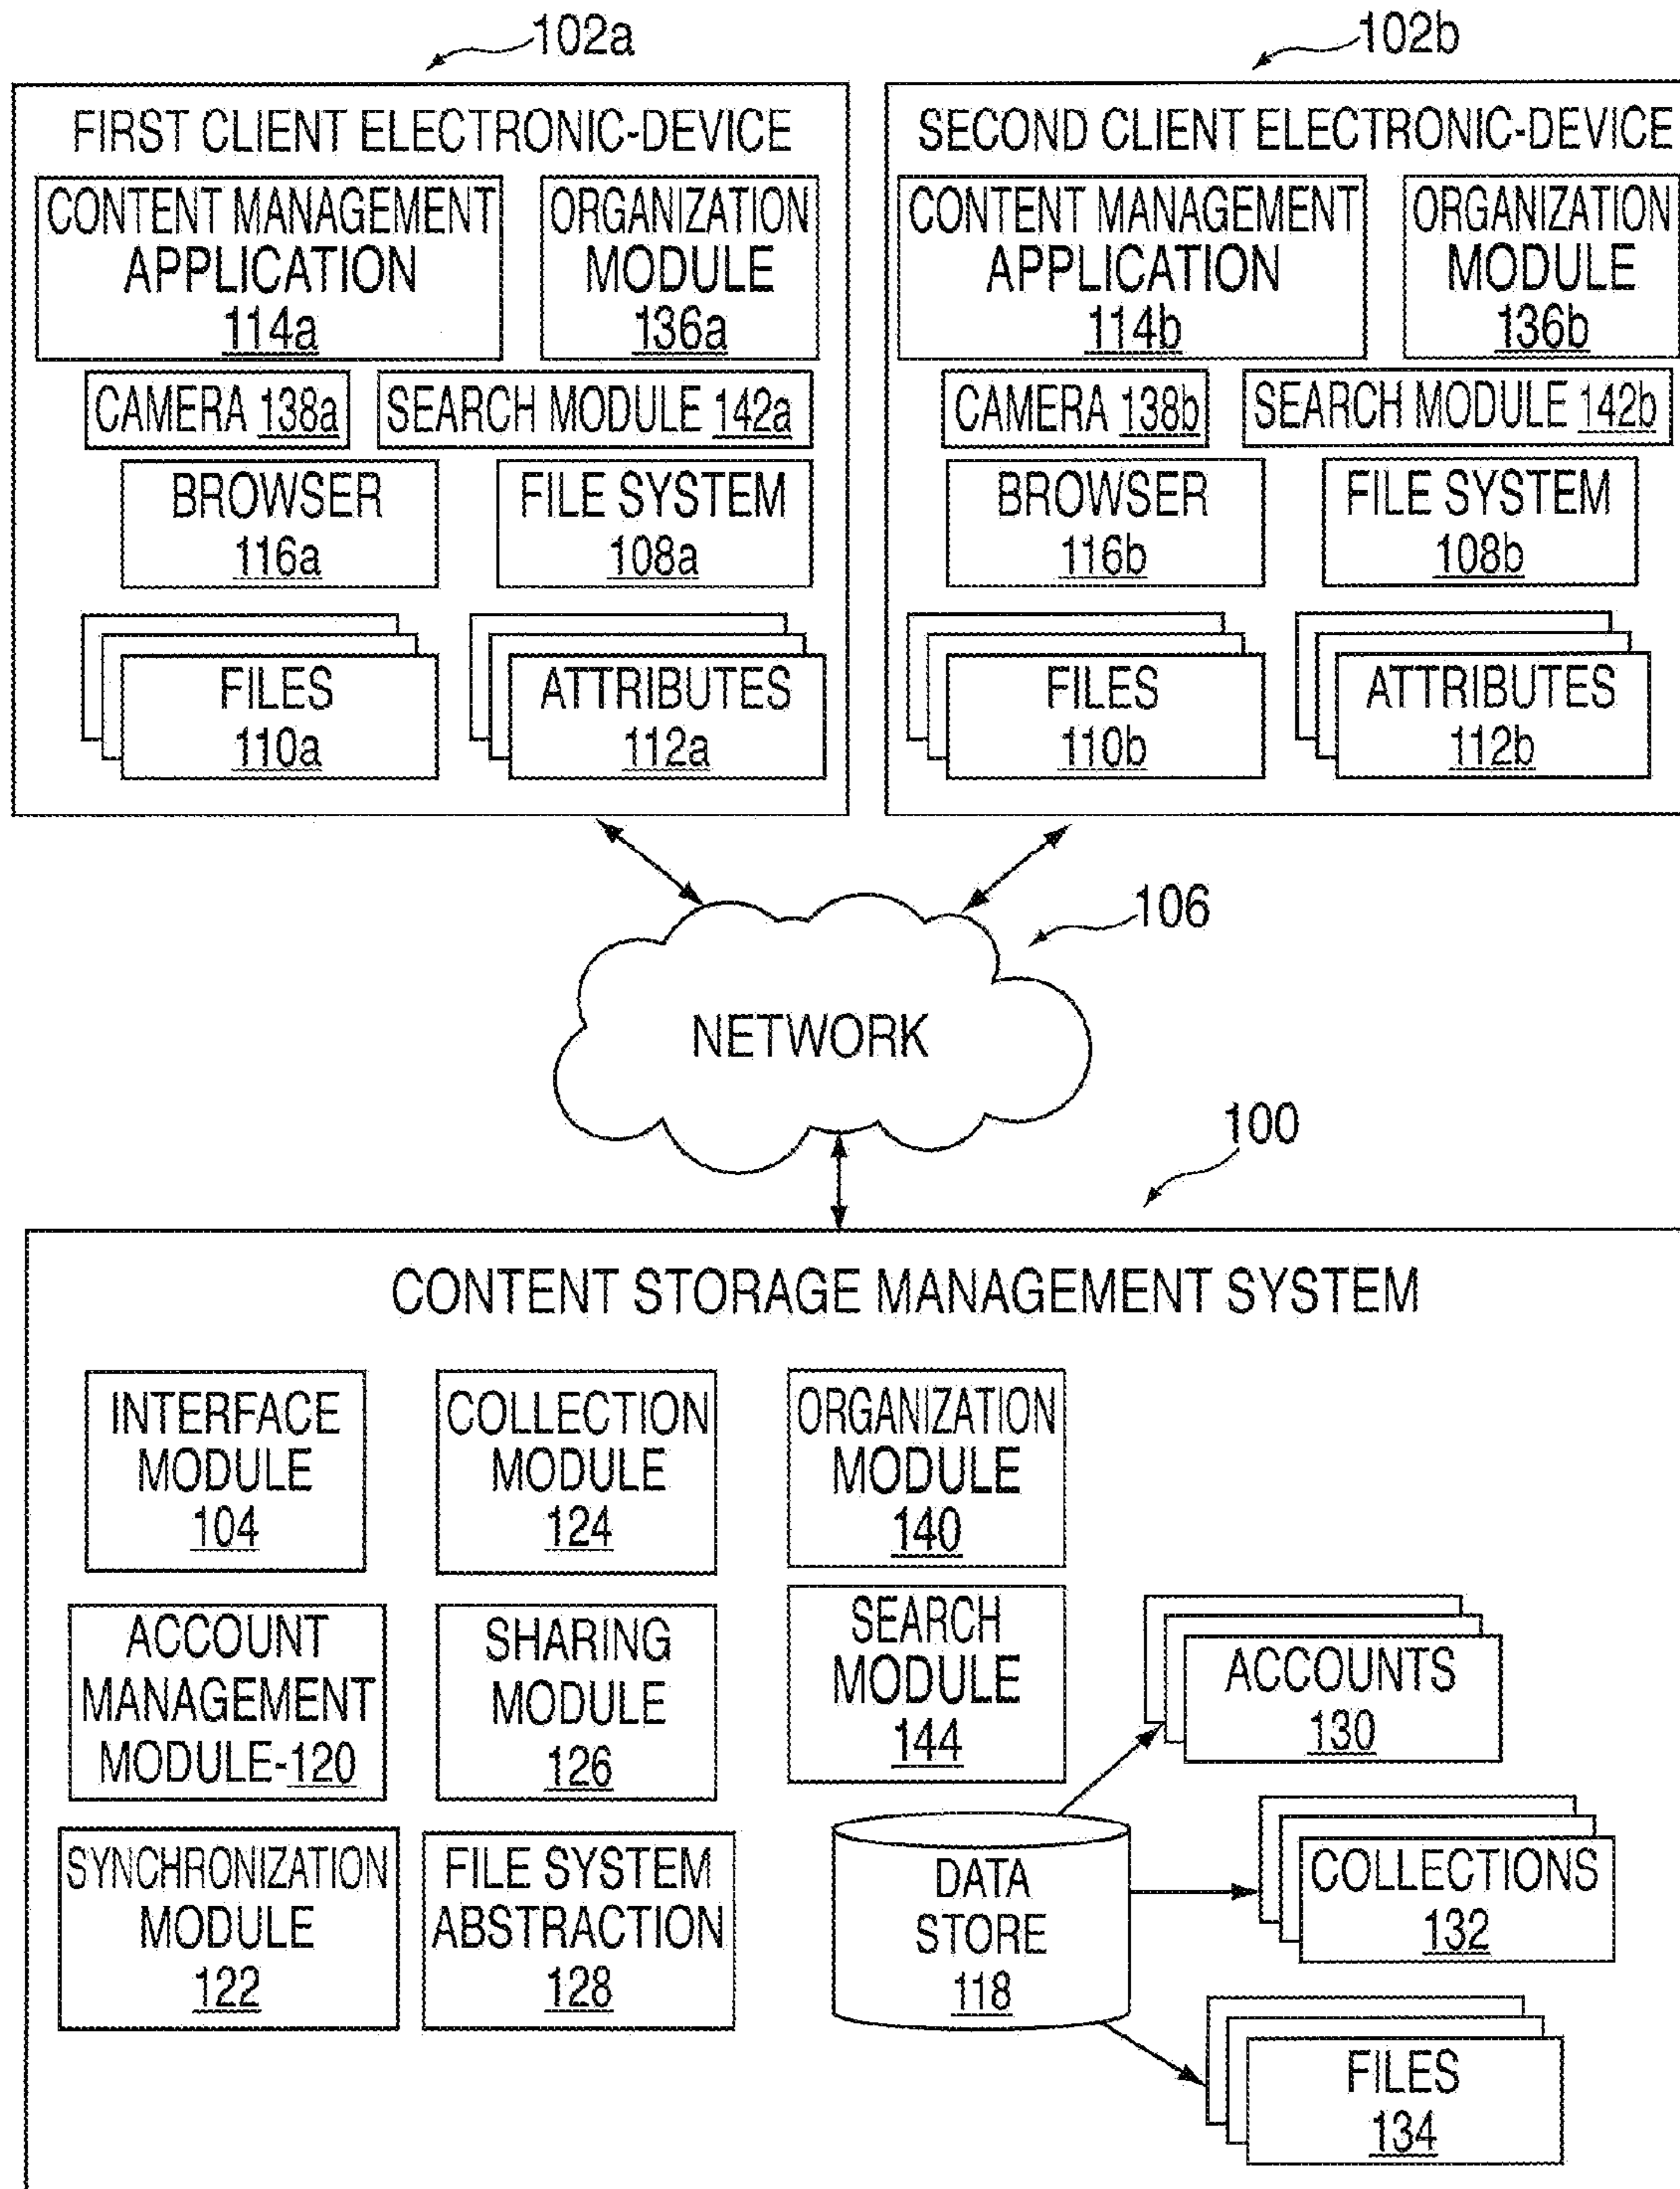 102a
102b
FIRST CLIENT ELECTRONIC-DEVICE
CONTENT MANAGEMENT
APPLICATION
114a
ORGANIZATION
MODULE
136a
CAMERA 138a
SEARCH MODULE 142a
BROWSER
116a
FILE SYSTEM
108a
FILES
110a
ATTRIBUTES
112a
SECOND CLIENT ELECTRONIC-DEVICE
CONTENT MANAGEMENT
APPLICATION
114b
ORGANIZATION
MODULE
136b
CAMERA 138b
SEARCH MODULE 142b
BROWSER
116b
FILE SYSTEM
108b
FILES
110b
ATTRIBUTES
112b
106
NETWORK
100
CONTENT STORAGE MANAGEMENT SYSTEM
INTERFACE
MODULE
104
COLLECTION
MODULE
124
ORGANIZATION
MODULE
140
ACCOUNT
MANAGEMENT
MODULE-120
SHARING
MODULE
126
SEARCH
MODULE
144
ACCOUNTS
130
SYNCHRONIZATION
MODULE
122
FILE SYSTEM
ABSTRACTION
128
DATA
STORE
118
COLLECTIONS
132
FILES
134